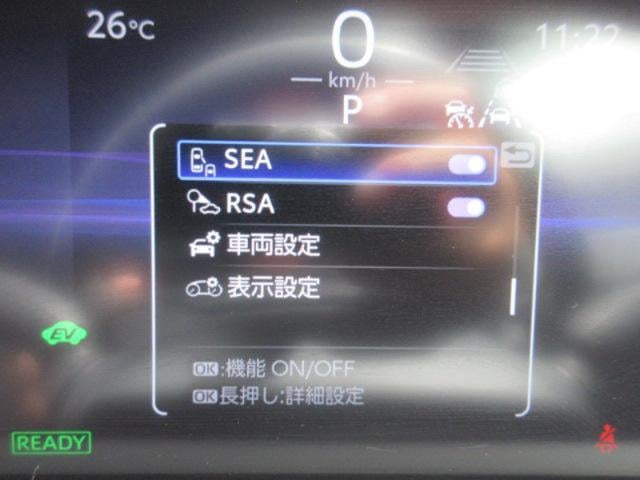 26℃
0
11:22
km/h
P
SEA
RSA
車両設定
表示設定
EV
OK:機能 ON/OFF
OK長押し:詳細設定
READY